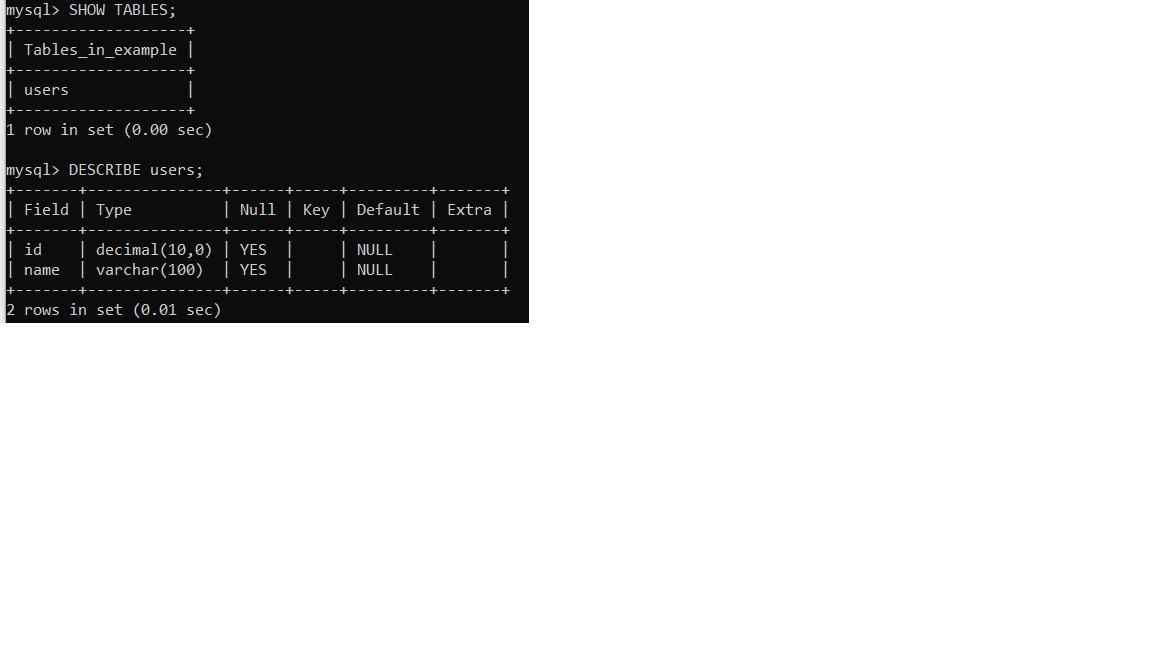 mysql> SHOW TABLES;
+-------------------+
| Tables_in_example |
+-------------------+
| users             |
+-------------------+
1 row in set (0.00 sec)

mysql> DESCRIBE users;
+-------+---------------+------+-----+---------+-------+
| Field | Type          | Null | Key | Default | Extra |
+-------+---------------+------+-----+---------+-------+
| id    | decimal(10,0) | YES  |     | NULL    |       |
| name  | varchar(100)  | YES  |     | NULL    |       |
+-------+---------------+------+-----+---------+-------+
2 rows in set (0.01 sec)